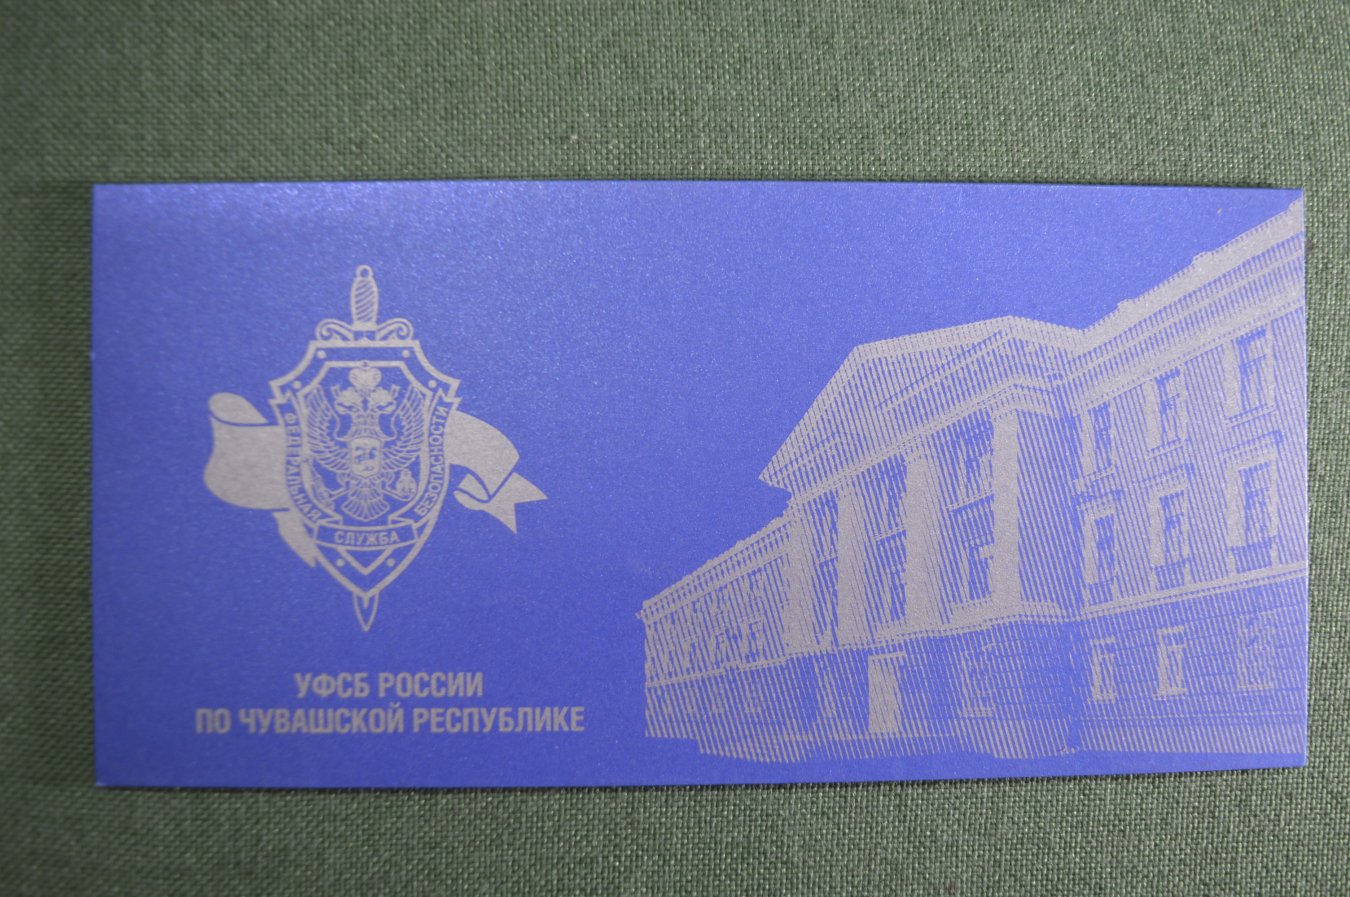 ФЕДЕРАЛЬНАЯ
СЛУЖБА
БЕЗОПАСНОСТИ
УФСБ РОССИИ
ПО ЧУВАШСКОЙ РЕСПУБЛИКЕ